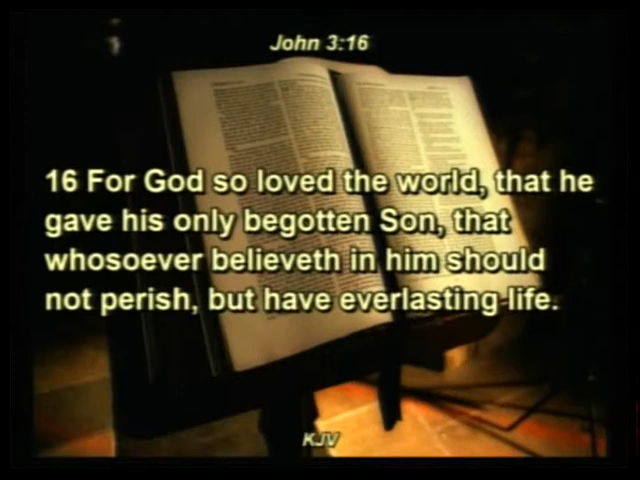 John 3:16
16 For God so loved the world, that he
gave his only begotten Son, that
whosoever believeth in him should
not perish, but have everlasting life.
KJV